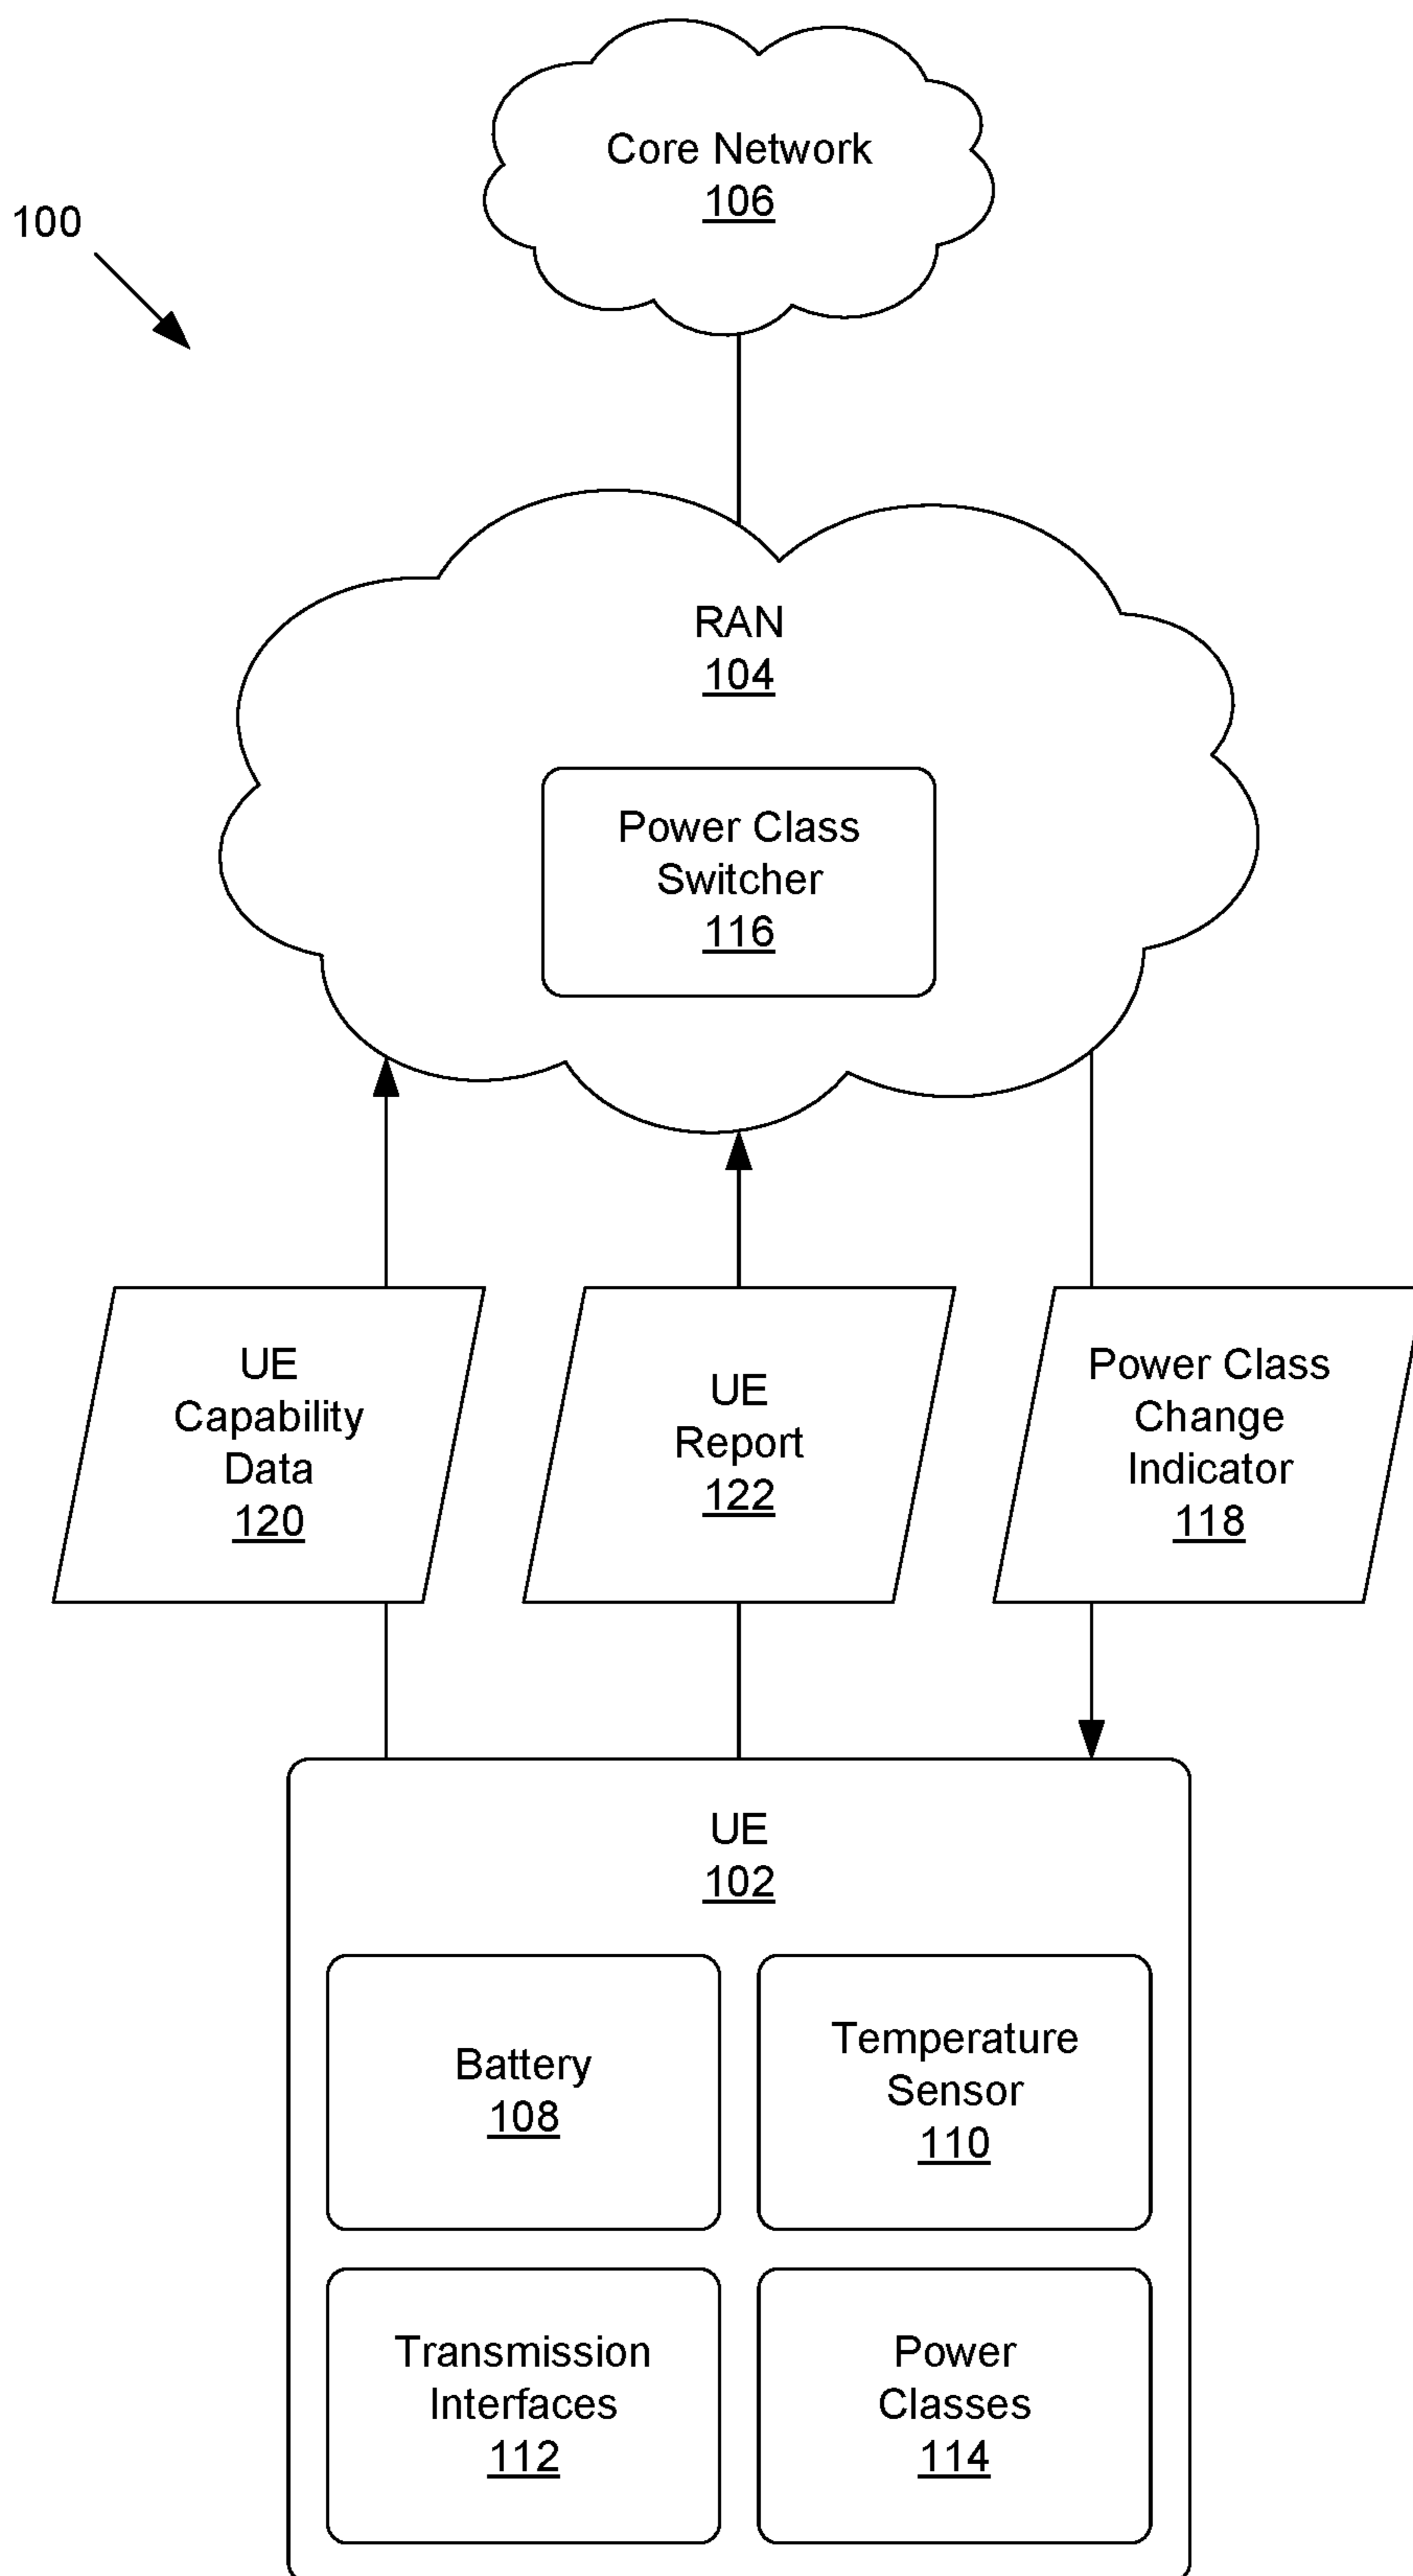 Core Network
106
100
RAN
104
Power Class
Switcher
116
UE
Capability
Data
120
UE
Report
122
Power Class
Change
Indicator
118
UE
102
Battery
108
Temperature
Sensor
110
Transmission
Interfaces
112
Power
Classes
114